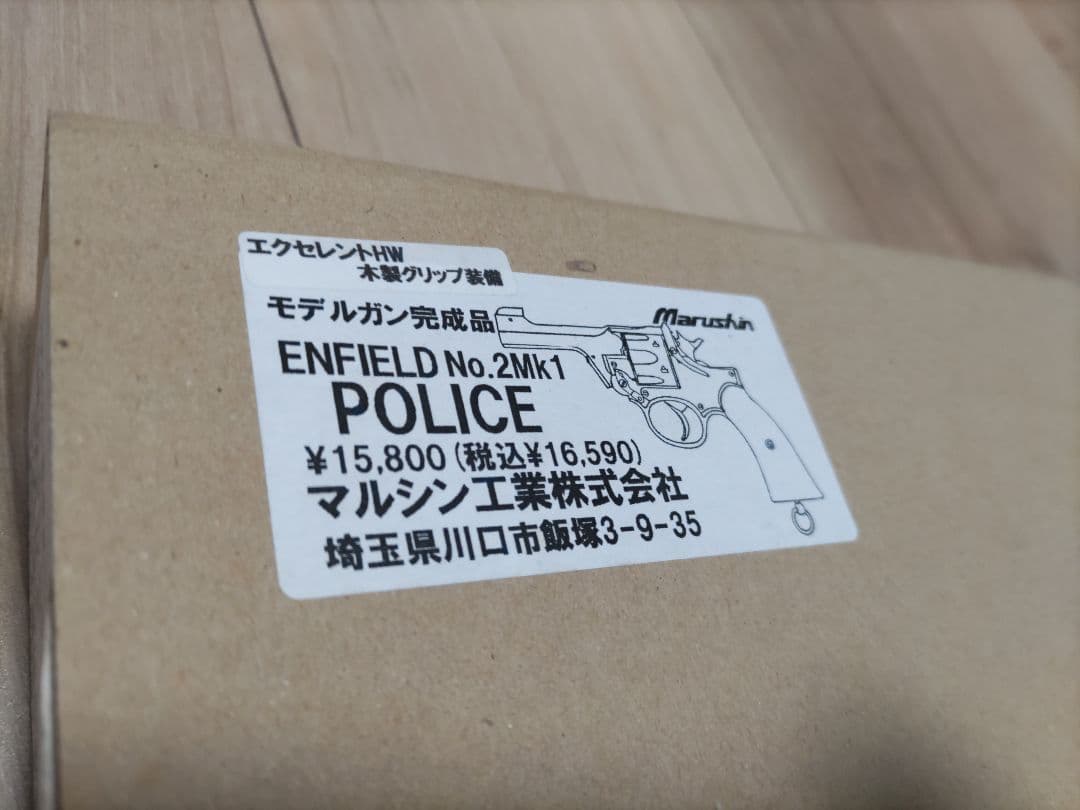 エクセレントHW
木製グリップ装備
モデルガン完成品
Marushin
ENFIELD No.2Mk1
POLICE
¥15,800(税込¥16,590)
マルシン工業株式会社
埼玉県川口市飯塚3-9-35